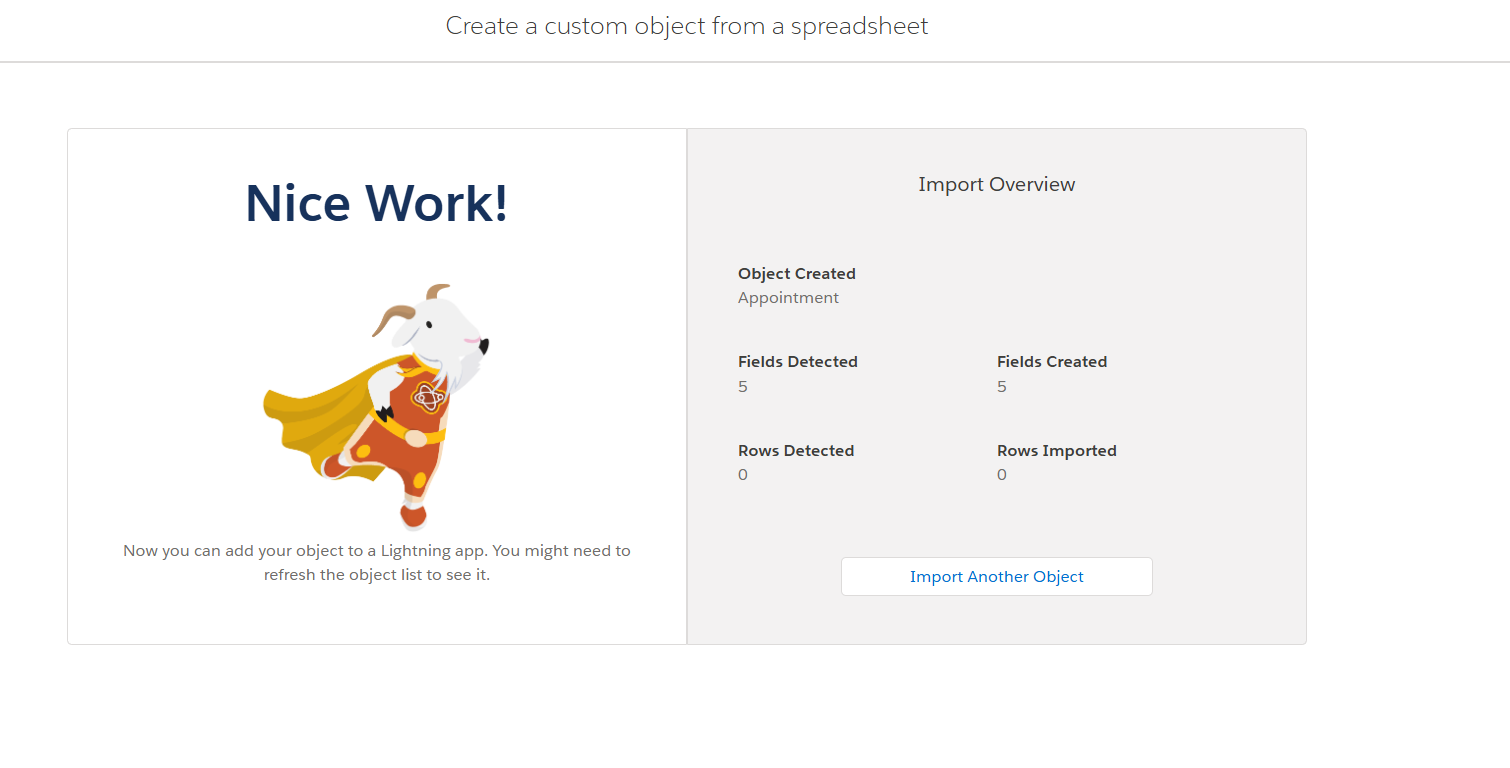 Create a custom object from a spreadsheet
Nice Work!
Now you can add your object to a Lightning app. You might need to
refresh the object list to see it.
Import Overview
Object Created
Appointment
Fields Detected
5
Fields Created
5
Rows Detected
0
Rows Imported
0
Import Another Object